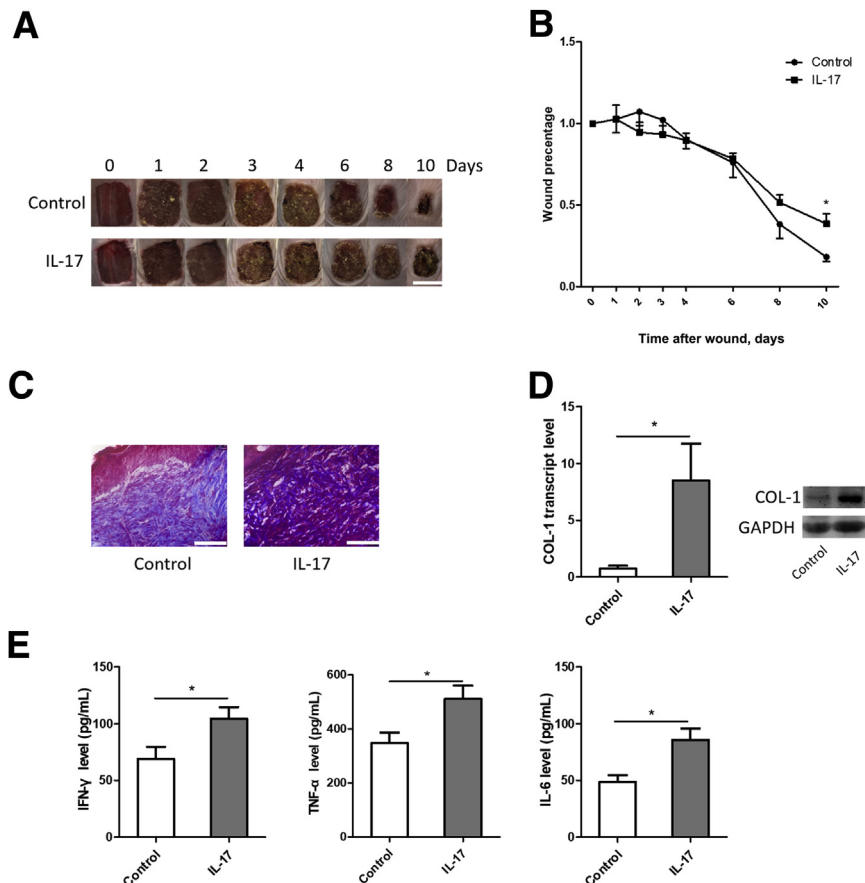 A
0 1 2 3 4 6 8 10 Days
Control
IL-17
B
1.5
1.0
0.5
0.0
Wound precentage
Control
IL-17
*
0 1 2 3 4 6 8 10
Time after wound, days
C
Control IL-17
D
15
10
5
0
COL-1 transcript level
*
Control IL-17
COL-1
GAPDH
Control IL-17
E
150
100
50
0
IFN-γ level (pg/mL)
*
Control IL-17
600
400
200
0
TNF-α level (pg/mL)
*
Control IL-17
150
100
50
0
IL-6 level (pg/mL)
*
Control IL-17